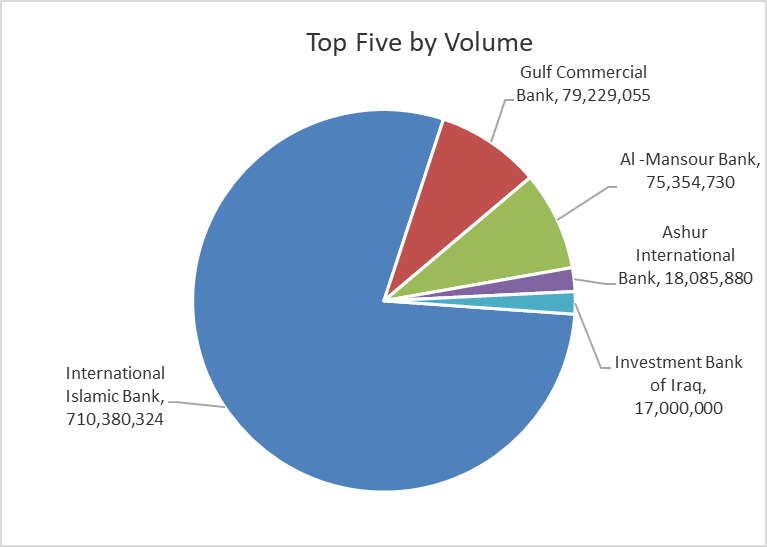 Top Five by Volume
Gulf Commercial
Bank, 79,229,055
Al -Mansour Bank,
75,354,730
Ashur
International
Bank, 18,085,880
Investment Bank
of Iraq,
17,000,000
International
Islamic Bank,
710,380,324